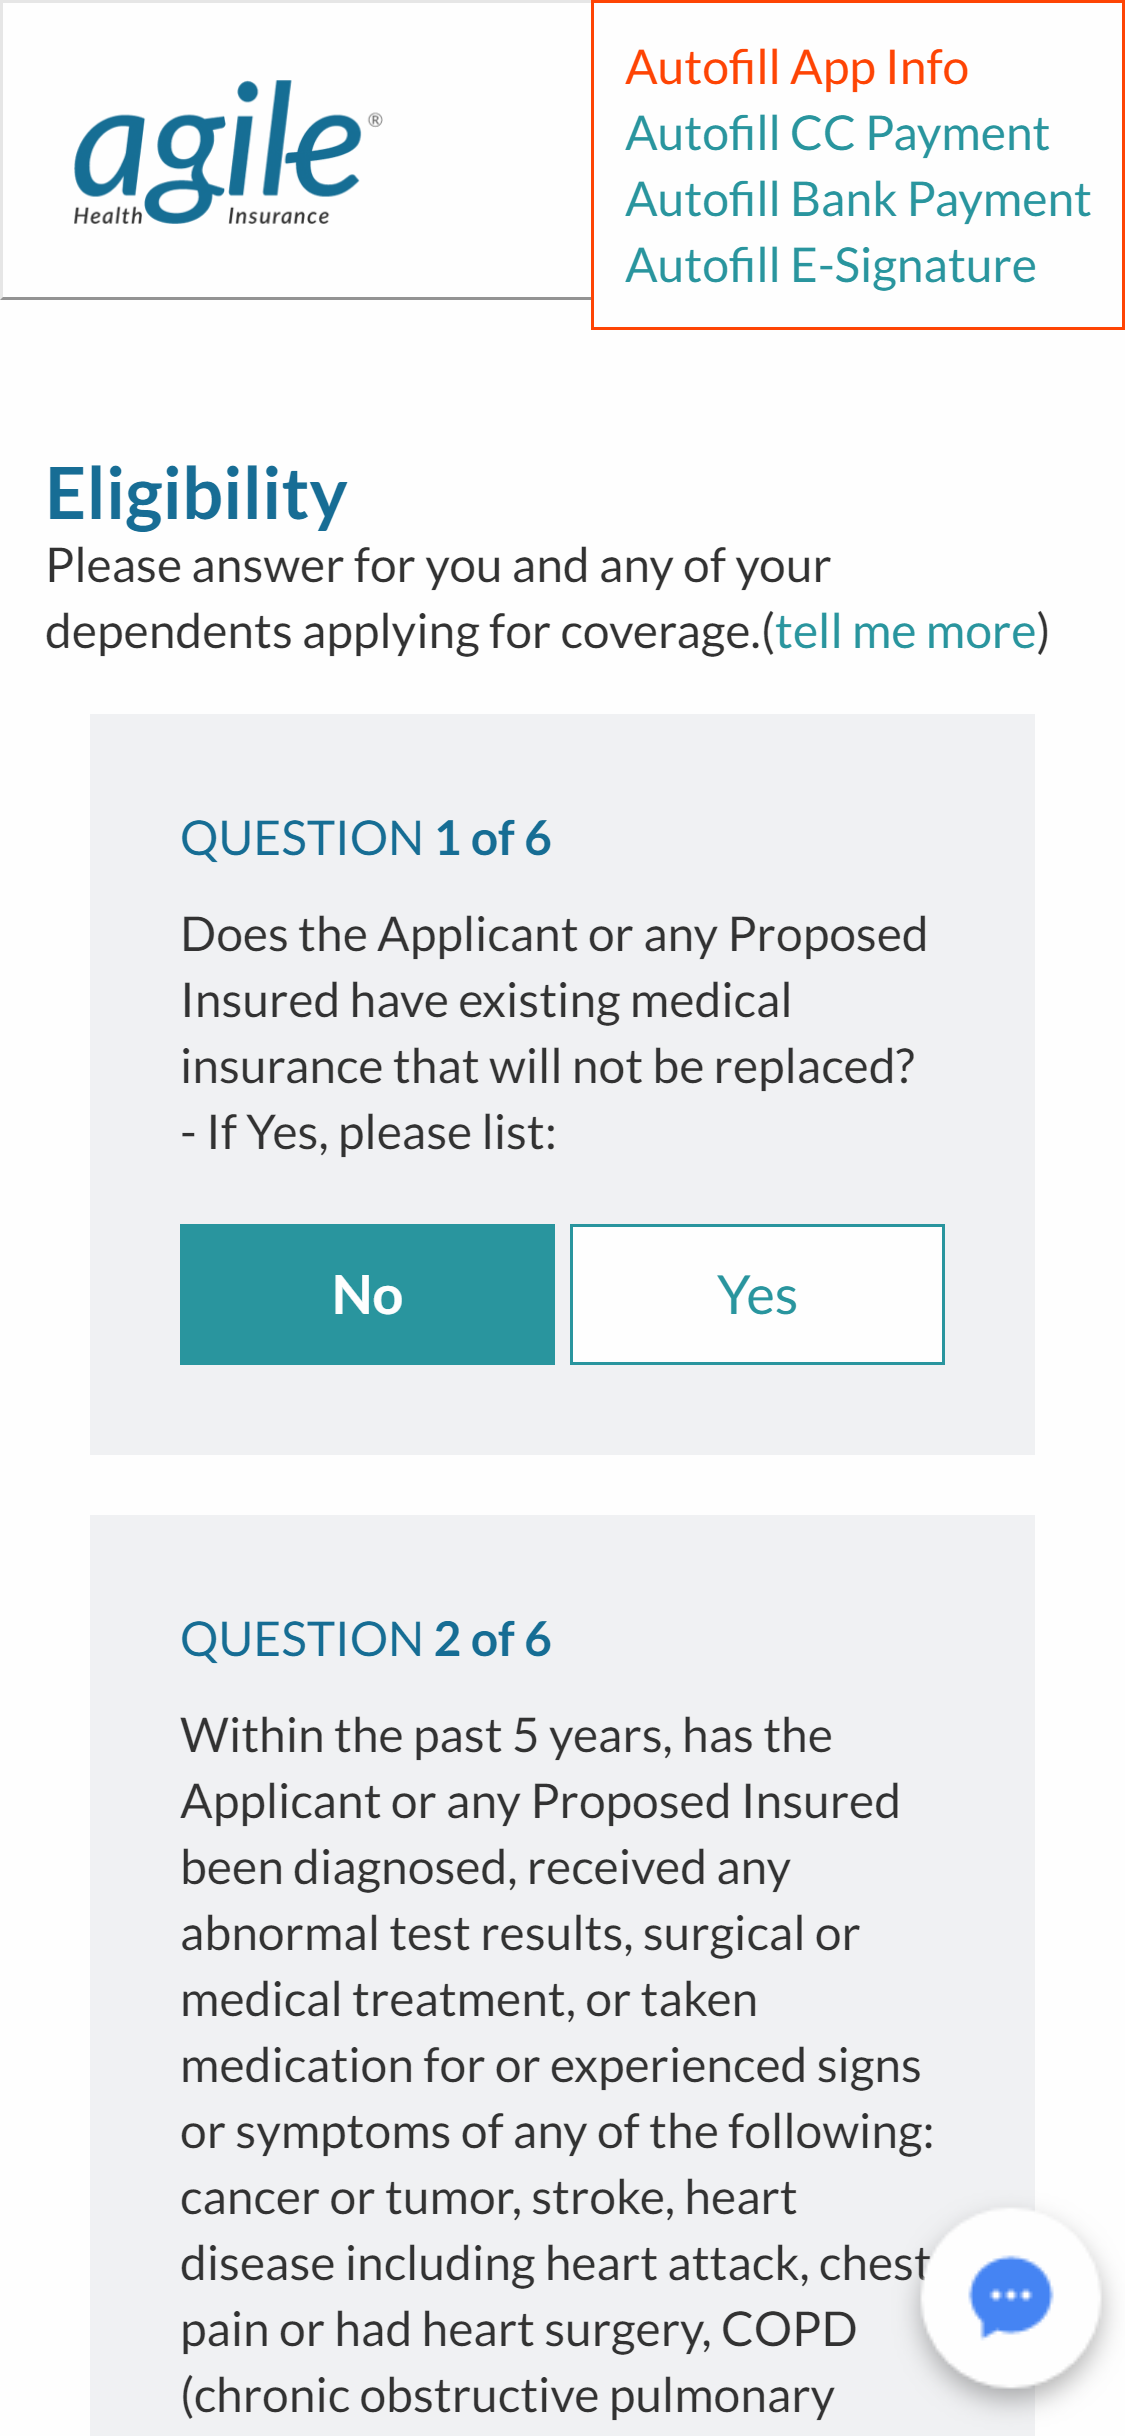 agile®
Health Insurance
Autofill App Info
Autofill CC Payment
Autofill Bank Payment
Autofill E-Signature
Eligibility
Please answer for you and any of your
dependents applying for coverage.(tell me more)
QUESTION 1 of 6
Does the Applicant or any Proposed
Insured have existing medical
insurance that will not be replaced?
- If Yes, please list:
No
Yes
QUESTION 2 of 6
Within the past 5 years, has the
Applicant or any Proposed Insured
been diagnosed, received any
abnormal test results, surgical or
medical treatment, or taken
medication for or experienced signs
or symptoms of any of the following:
cancer or tumor, stroke, heart
disease including heart attack, chest
pain or had heart surgery, COPD
(chronic obstructive pulmonary